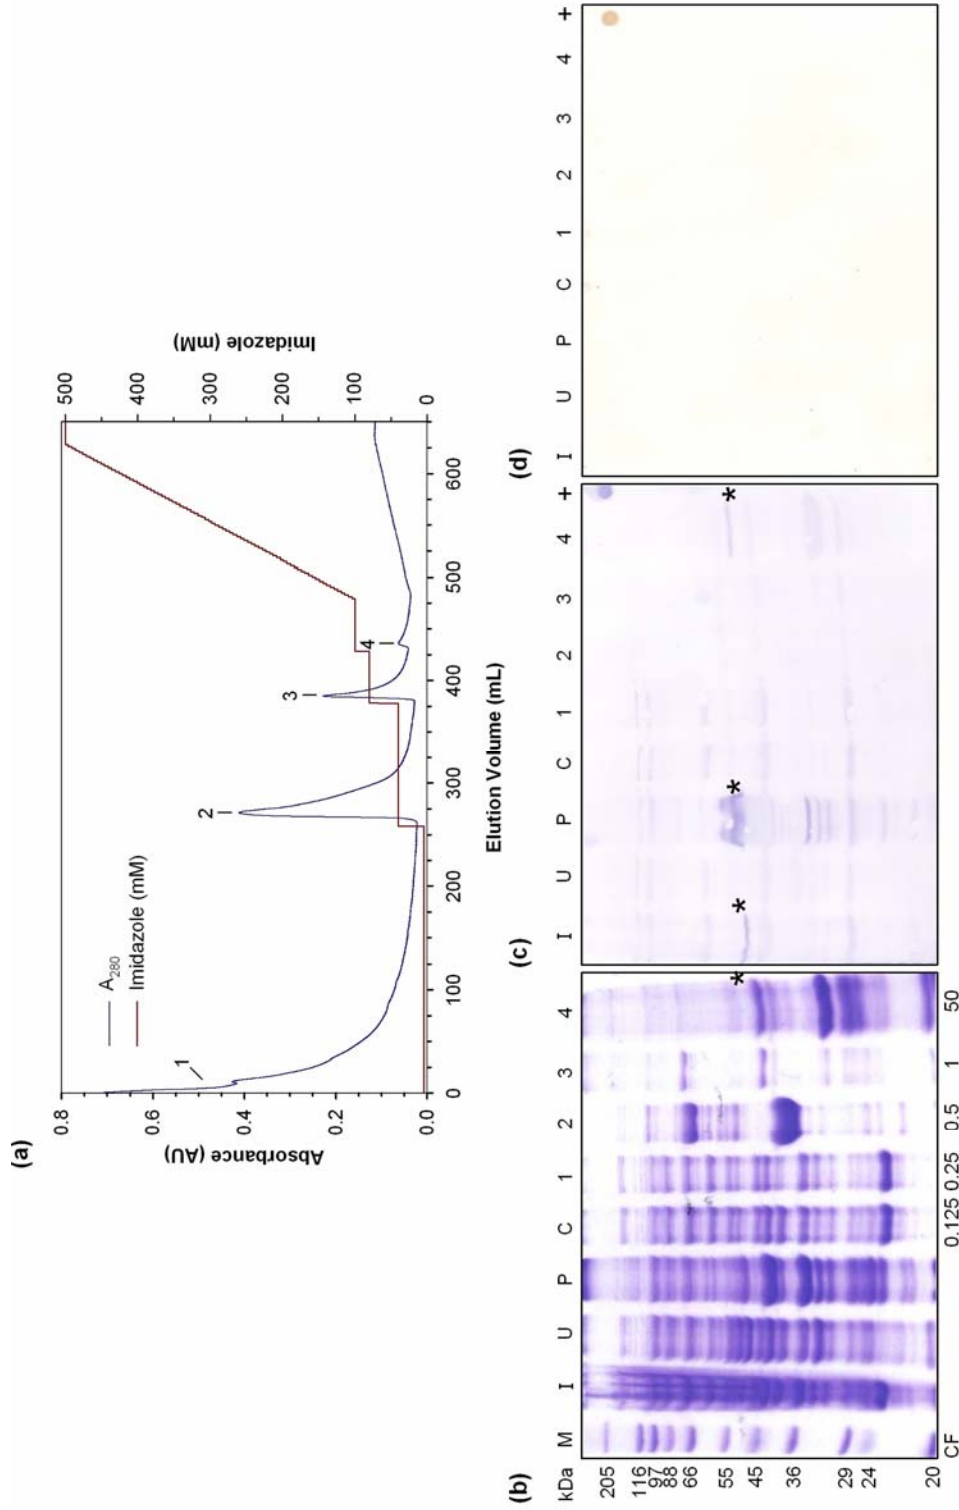 (a)
A280
Imidazole (mM)
1
2
3
4
Absorbance (AU)
0.8
0.6
0.4
0.2
0.0
Imidazole (mM)
500
400
300
200
100
0
0 100 200 300 400 500 600
Elution Volume (mL)
(b)
kDa M I U P C 1 2 3 4
205
116
97
88
66
55
45
36
29
24
20
*
CF 0.125 0.25 0.5 1 50
(c)
I U P C 1 2 3 4 +
* * *
(d)
I U P C 1 2 3 4 +